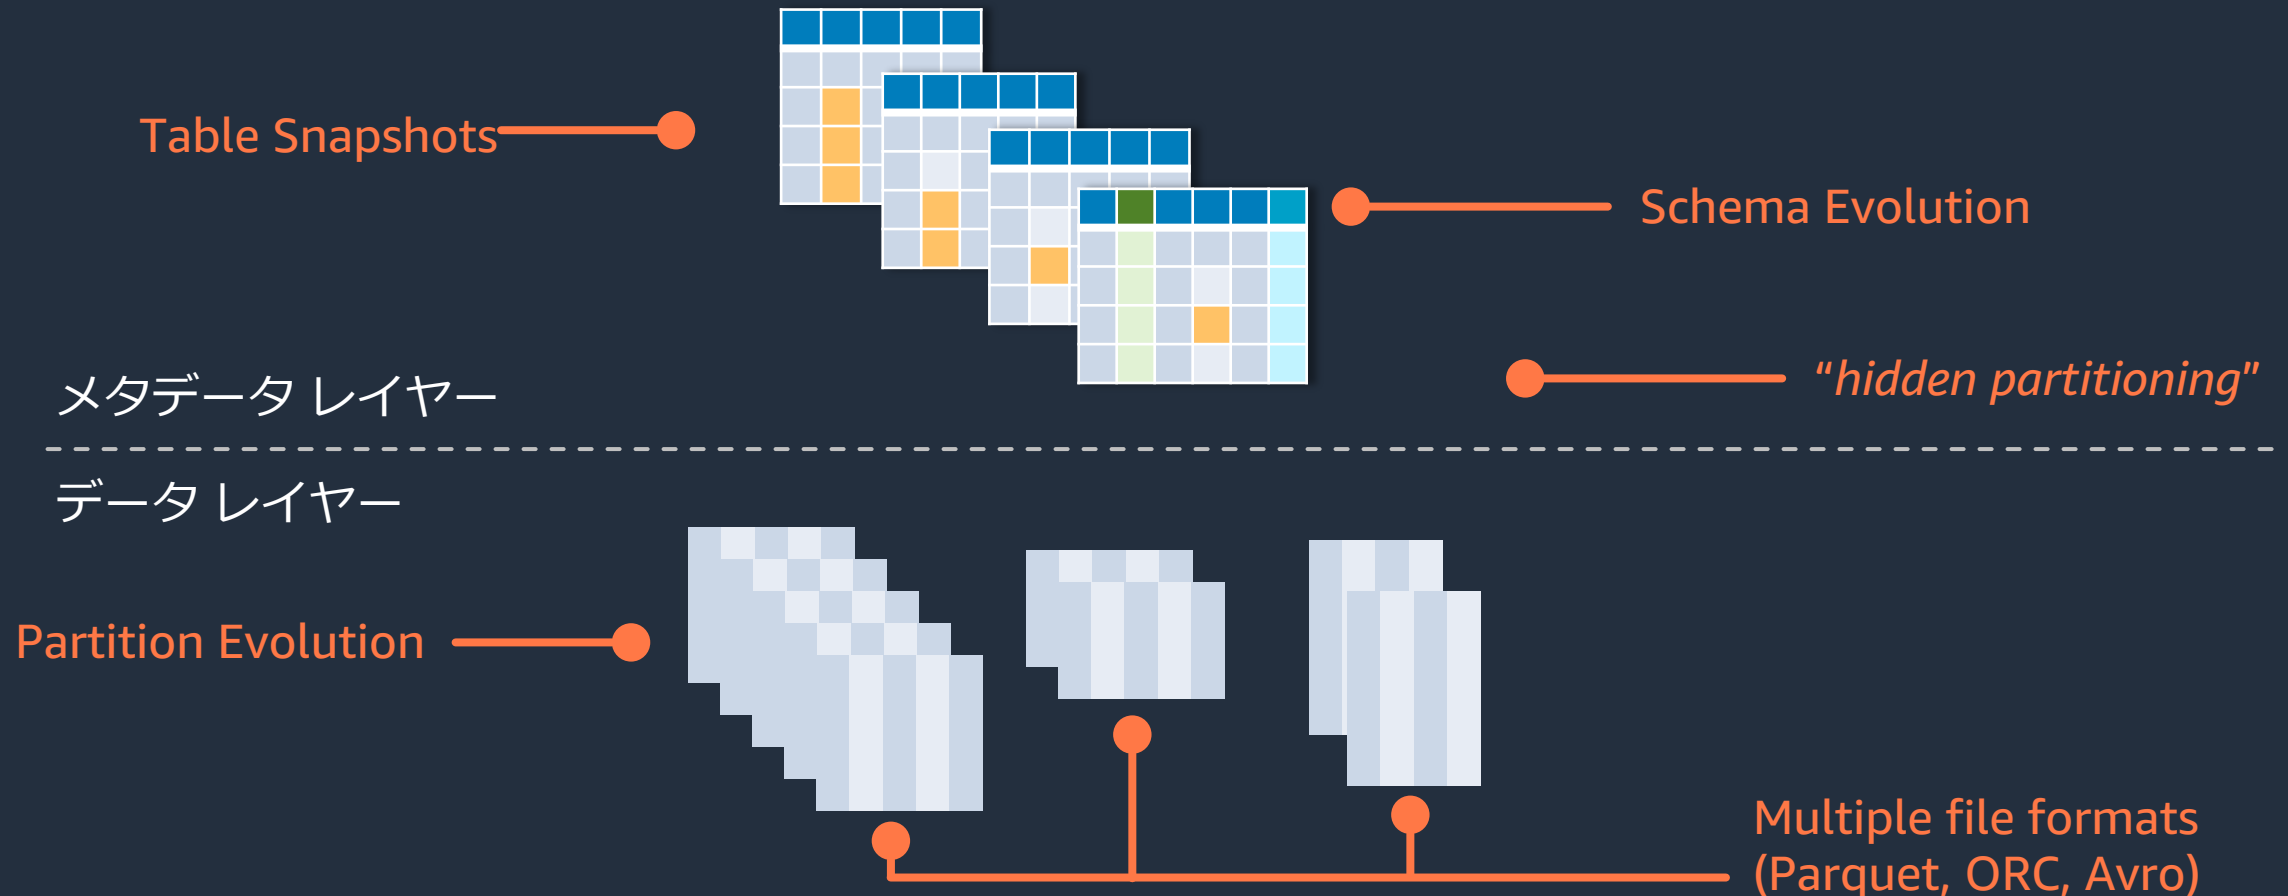 Table Snapshots
Schema Evolution
“hidden partitioning”
メタデータ レイヤー
データ レイヤー
Partition Evolution
Multiple file formats
(Parquet, ORC, Avro)